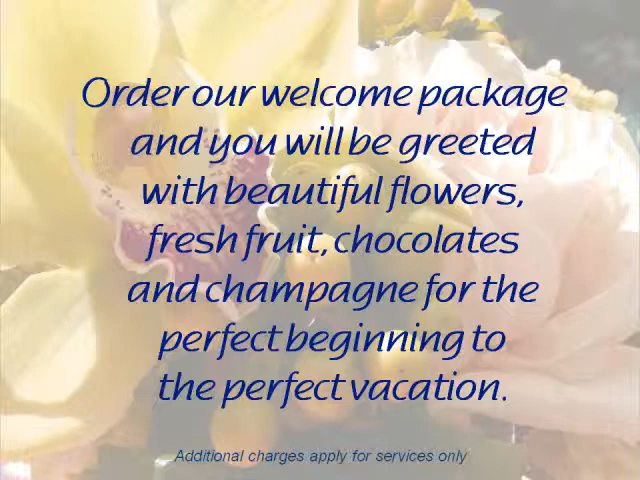 Order our welcome package
and you will be greeted
with beautiful flowers,
fresh fruit, chocolates
and champagne for the
perfect beginning to
the perfect vacation.
Additional charges apply for services only